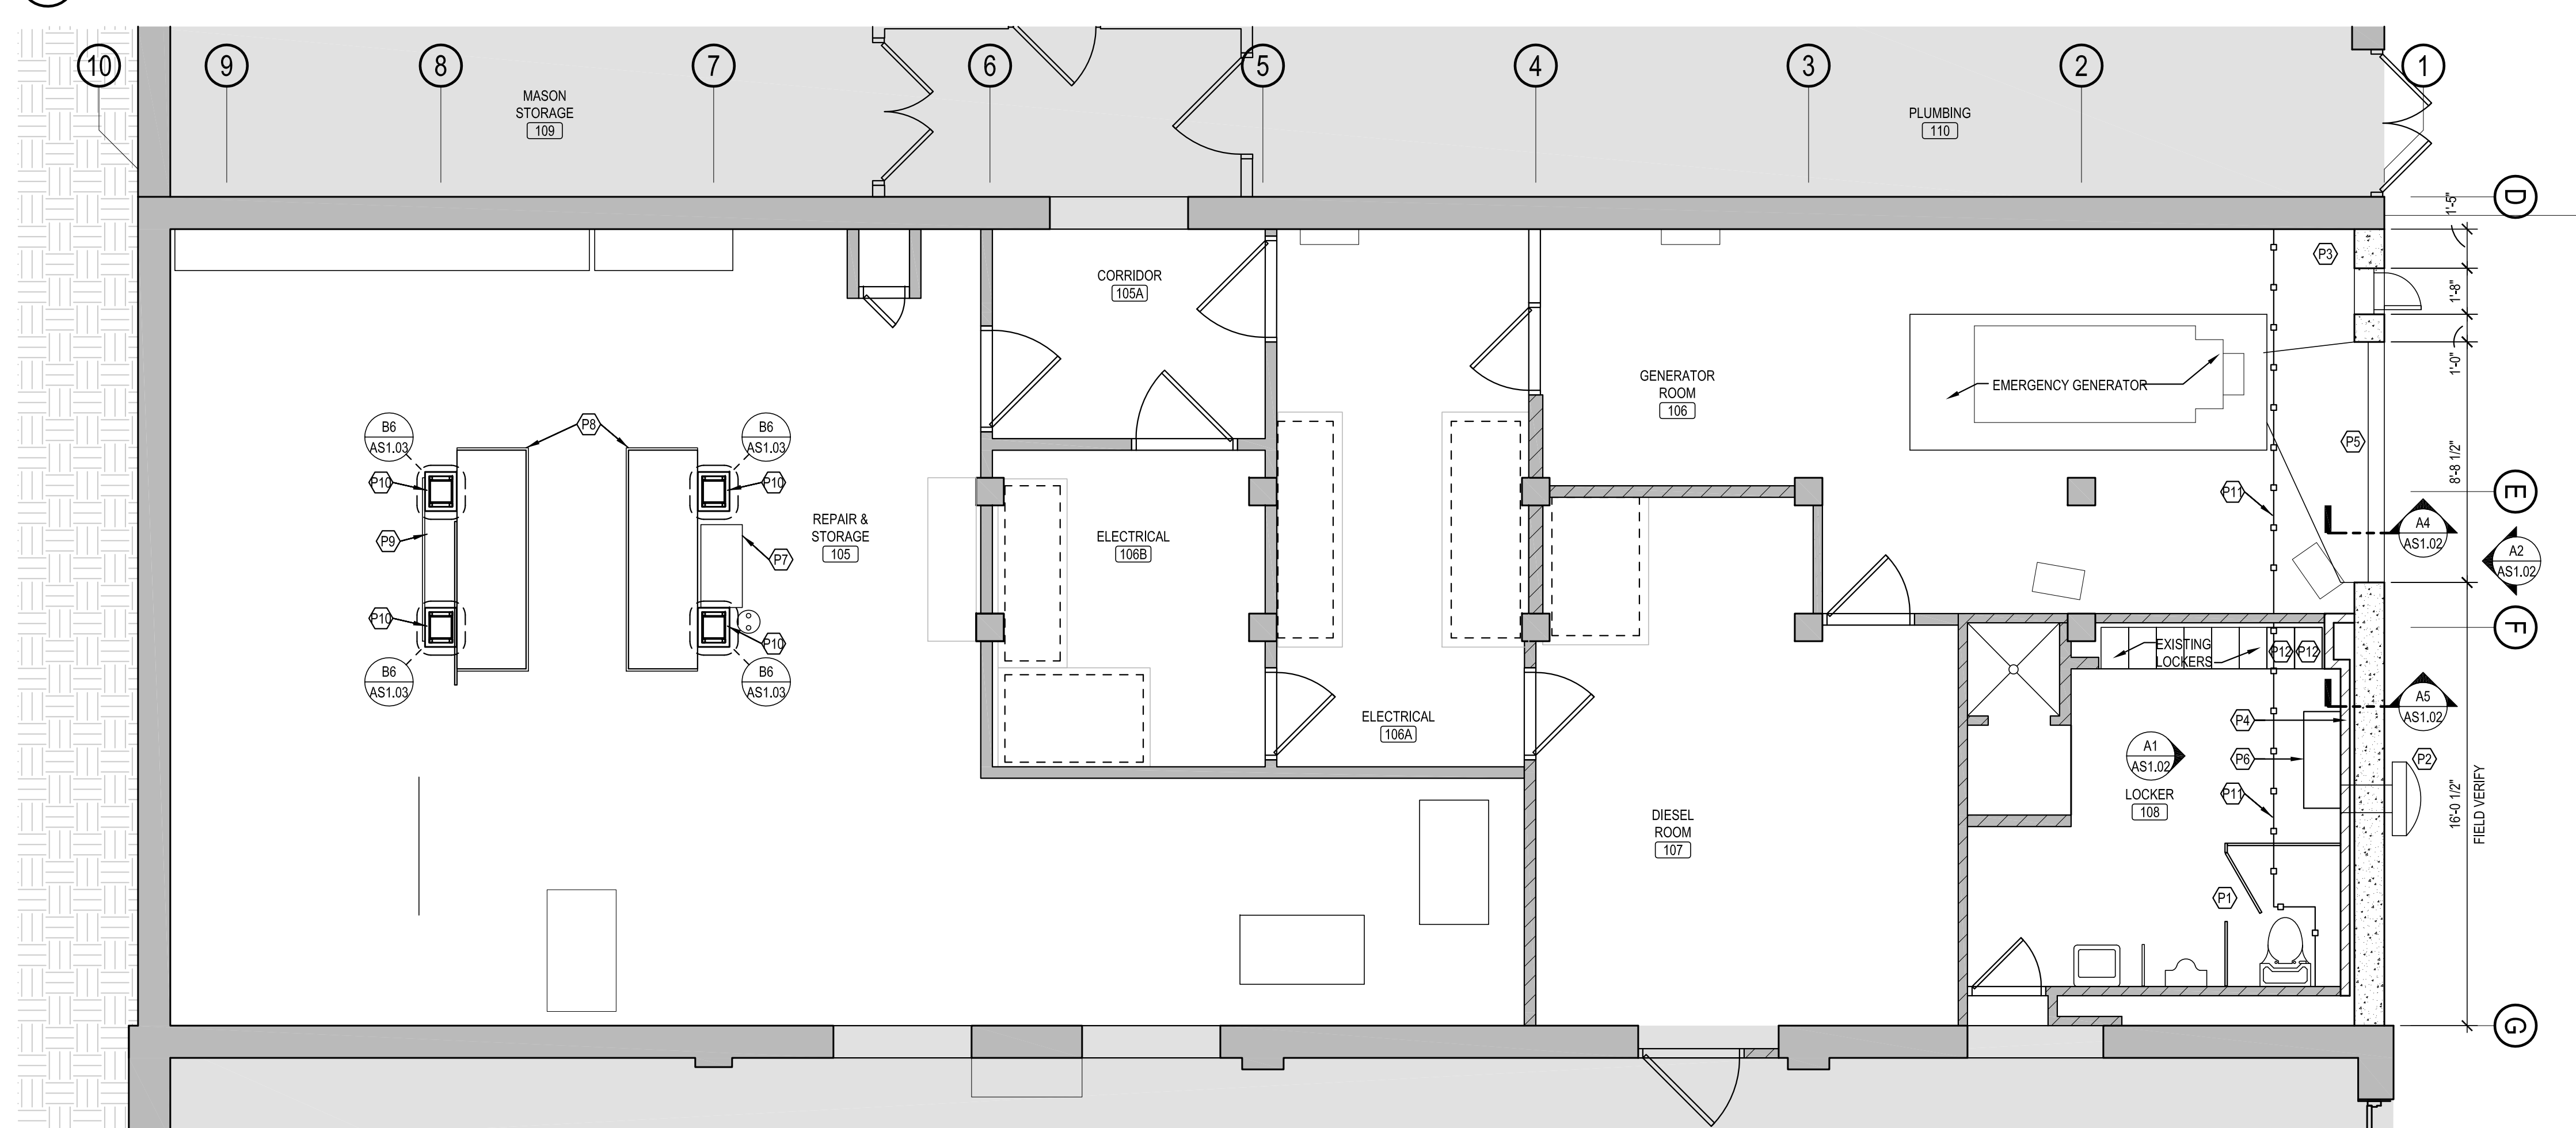 10
9
8
7
6
5
4
3
2
1
MASON
STORAGE
109
PLUMBING
110
D
1'-5"
P3
CORRIDOR
105A
1'-8"
GENERATOR
ROOM
106
EMERGENCY GENERATOR
1'-0"
B6
AS1.03
P8
B6
AS1.03
P5
8'-8 1/2"
P10
P10
P11
E
REPAIR &
STORAGE
105
ELECTRICAL
106B
A4
AS1.02
A2
AS1.02
P9
P7
P10
P10
F
EXISTING
LOCKERS
P12
P12
B6
AS1.03
B6
AS1.03
A5
AS1.02
ELECTRICAL
106A
P4
A1
AS1.02
P6
P2
LOCKER
108
P11
16'-0 1/2"
FIELD VERIFY
DIESEL
ROOM
107
P1
G